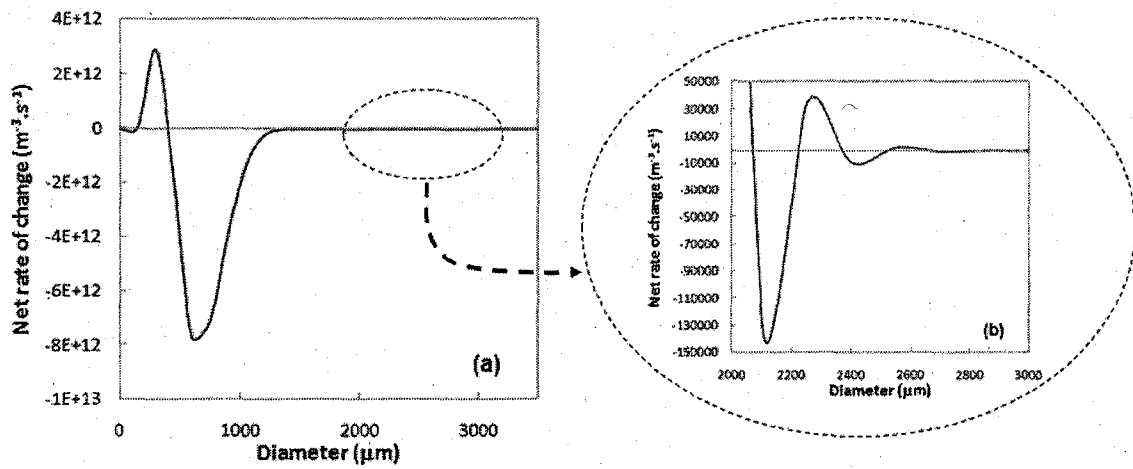 4E+12
2E+12
0
-2E+12
-4E+12
-6E+12
-8E+12
-1E+13
Net rate of change (m⁻³.s⁻¹)
0 1000 2000 3000
Diameter (μm)
(a)
50000
30000
10000
-10000
-30000
-50000
-70000
-90000
-110000
-130000
-150000
Net rate of change (m⁻³.s⁻¹)
2000 2200 2400 2600 2800 3000
Diameter (μm)
(b)